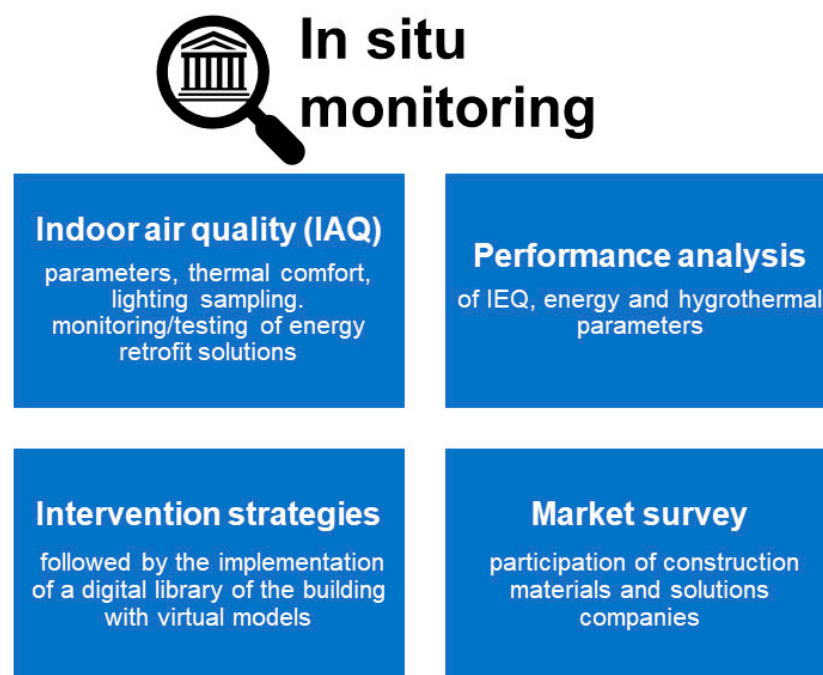 In situ
monitoring
Indoor air quality (IAQ)
parameters, thermal comfort,
lighting sampling.
monitoring/testing of energy
retrofit solutions
Performance analysis
of IEQ, energy and hygrothermal
parameters
Intervention strategies
followed by the implementation
of a digital library of the building
with virtual models
Market survey
participation of construction
materials and solutions
companies